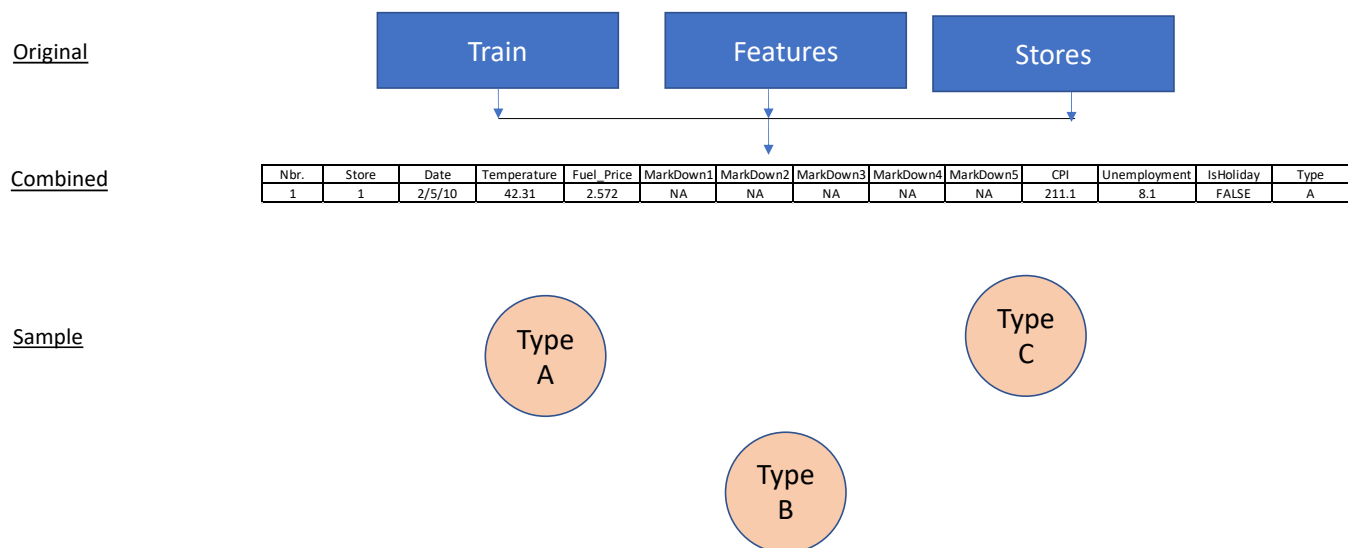 Original
Train
Features
Stores
Combined
Nbr. Store Date Temperature Fuel_Price MarkDown1 MarkDown2 MarkDown3 MarkDown4 MarkDown5 CPI Unemployment IsHoliday Type
1 1 2/5/10 42.31 2.572 NA NA NA NA NA 211.1 8.1 FALSE A
Sample
Type
A
Type
C
Type
B